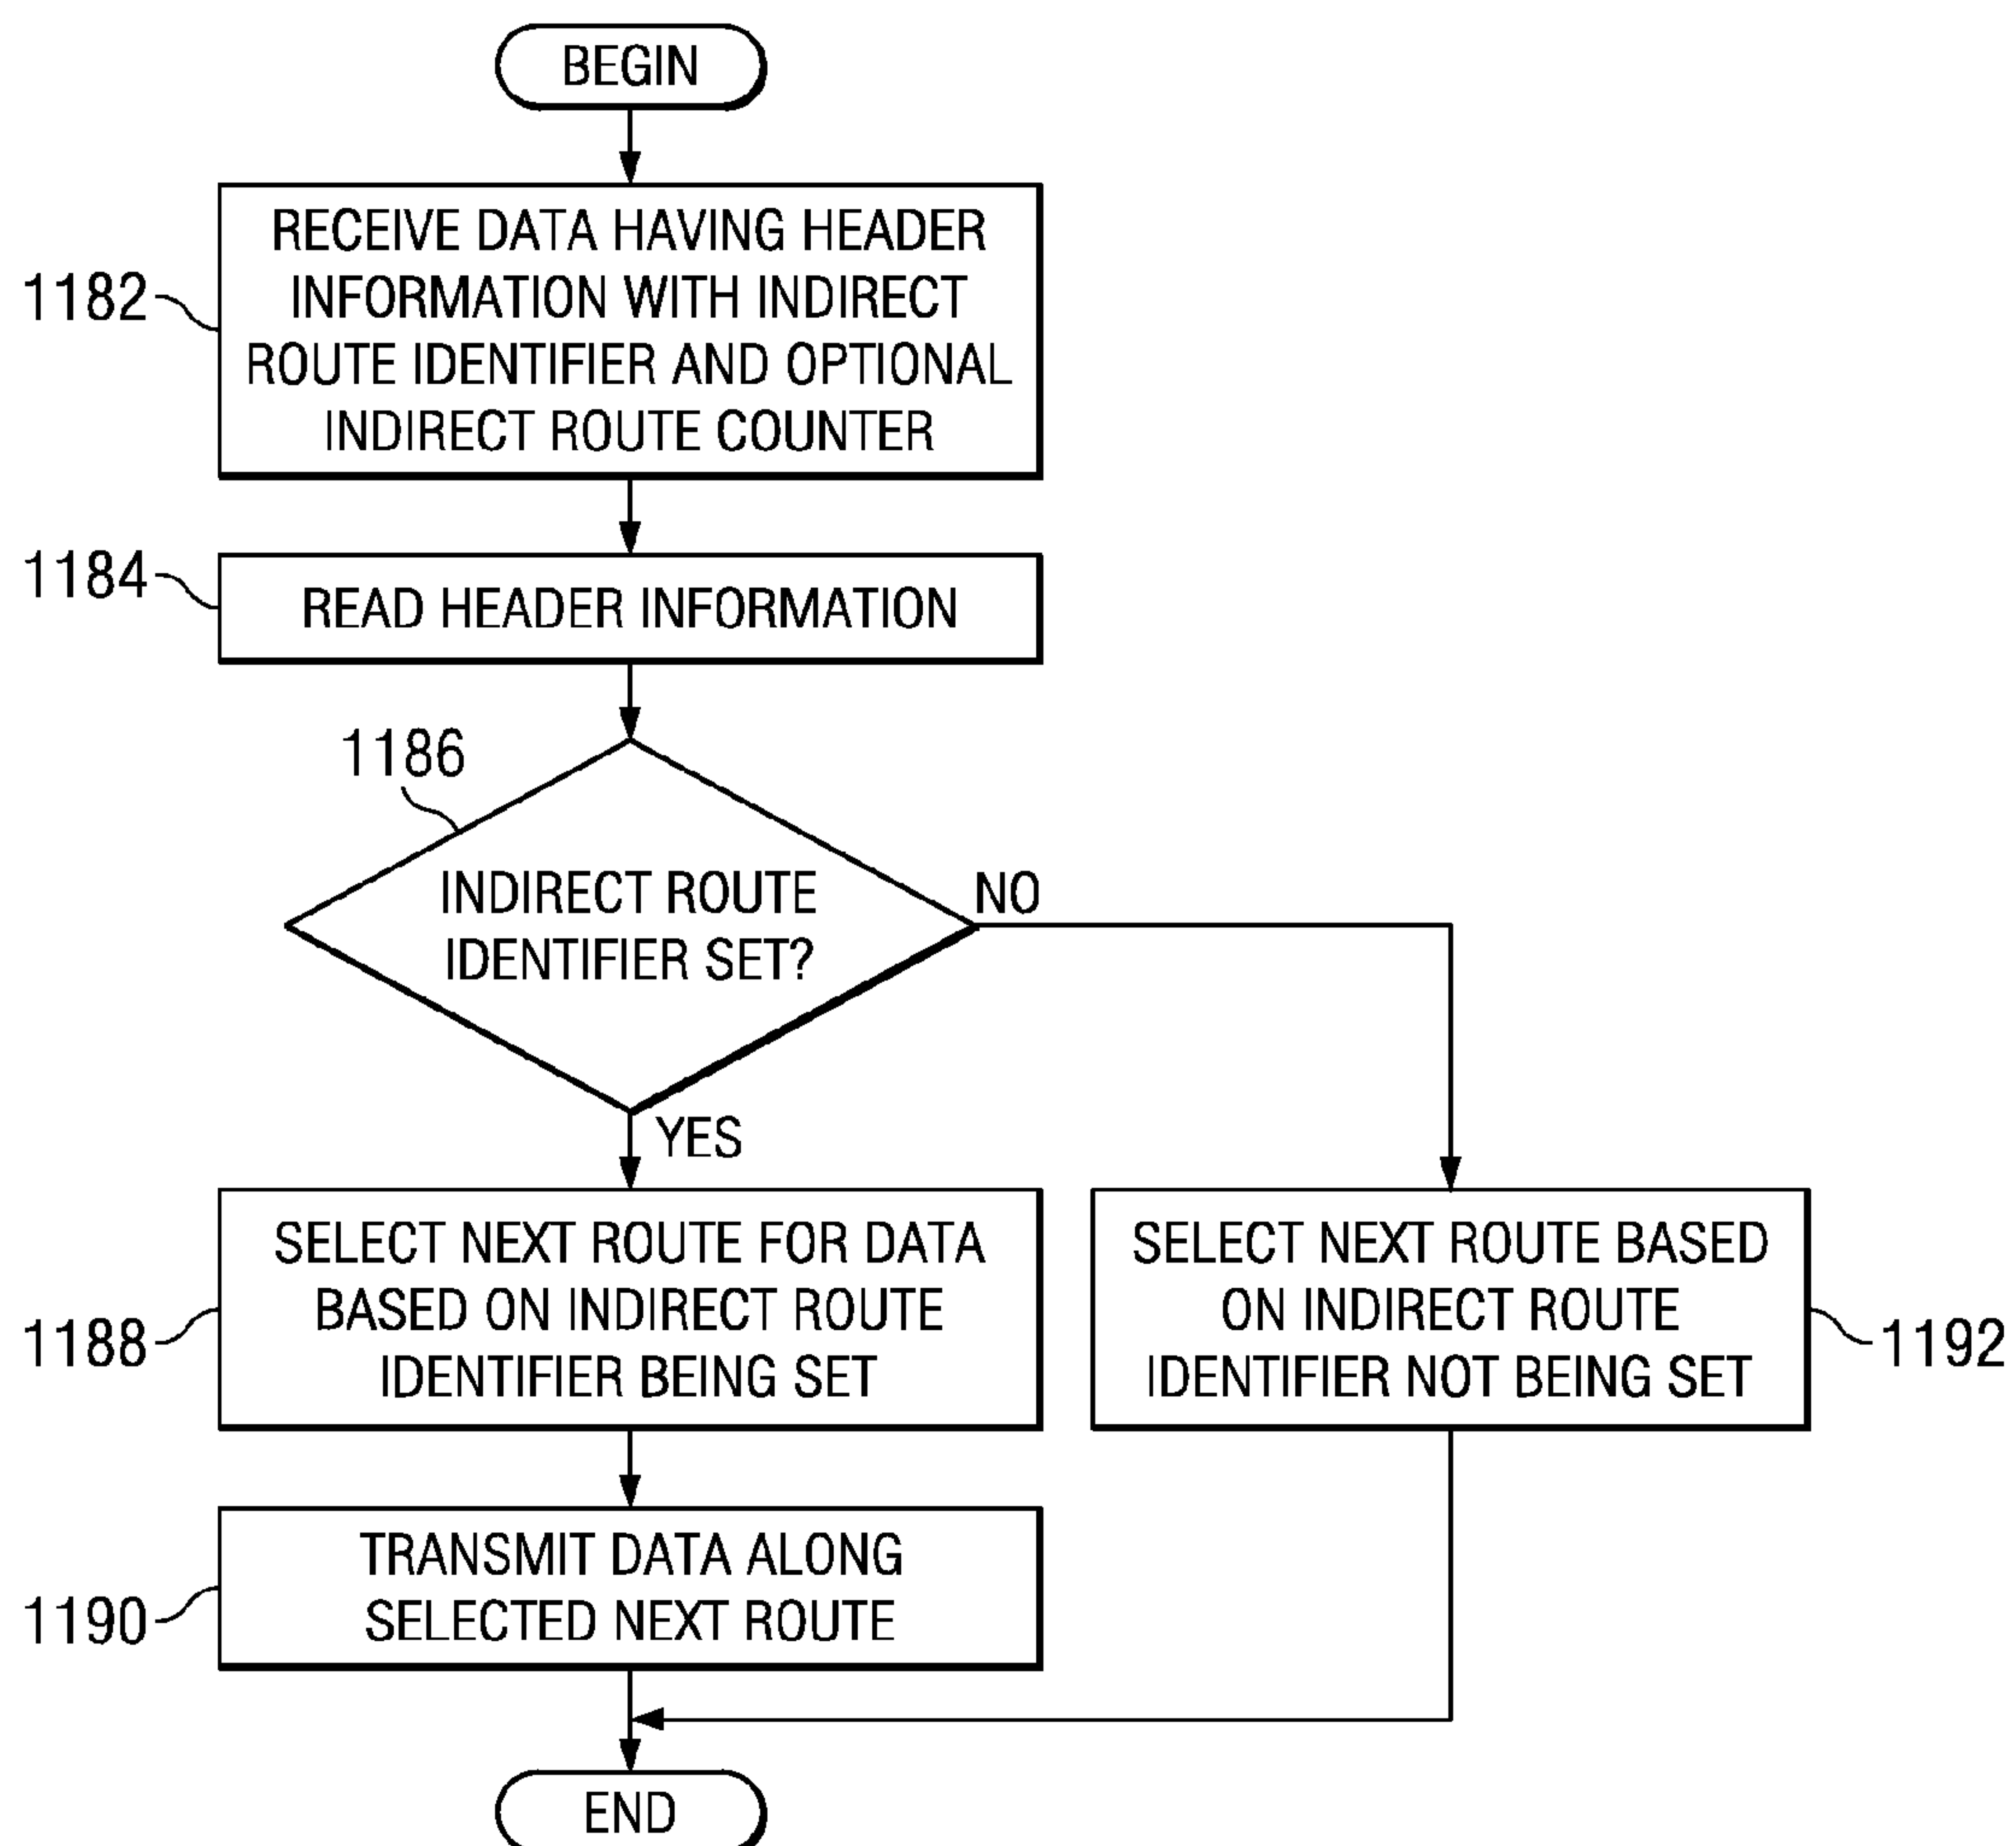 BEGIN
1182
RECEIVE DATA HAVING HEADER
INFORMATION WITH INDIRECT
ROUTE IDENTIFIER AND OPTIONAL
INDIRECT ROUTE COUNTER
1184
READ HEADER INFORMATION
1186
INDIRECT ROUTE
IDENTIFIER SET?
NO
YES
1188
SELECT NEXT ROUTE FOR DATA
BASED ON INDIRECT ROUTE
IDENTIFIER BEING SET
SELECT NEXT ROUTE BASED
ON INDIRECT ROUTE
IDENTIFIER NOT BEING SET
1192
1190
TRANSMIT DATA ALONG
SELECTED NEXT ROUTE
END